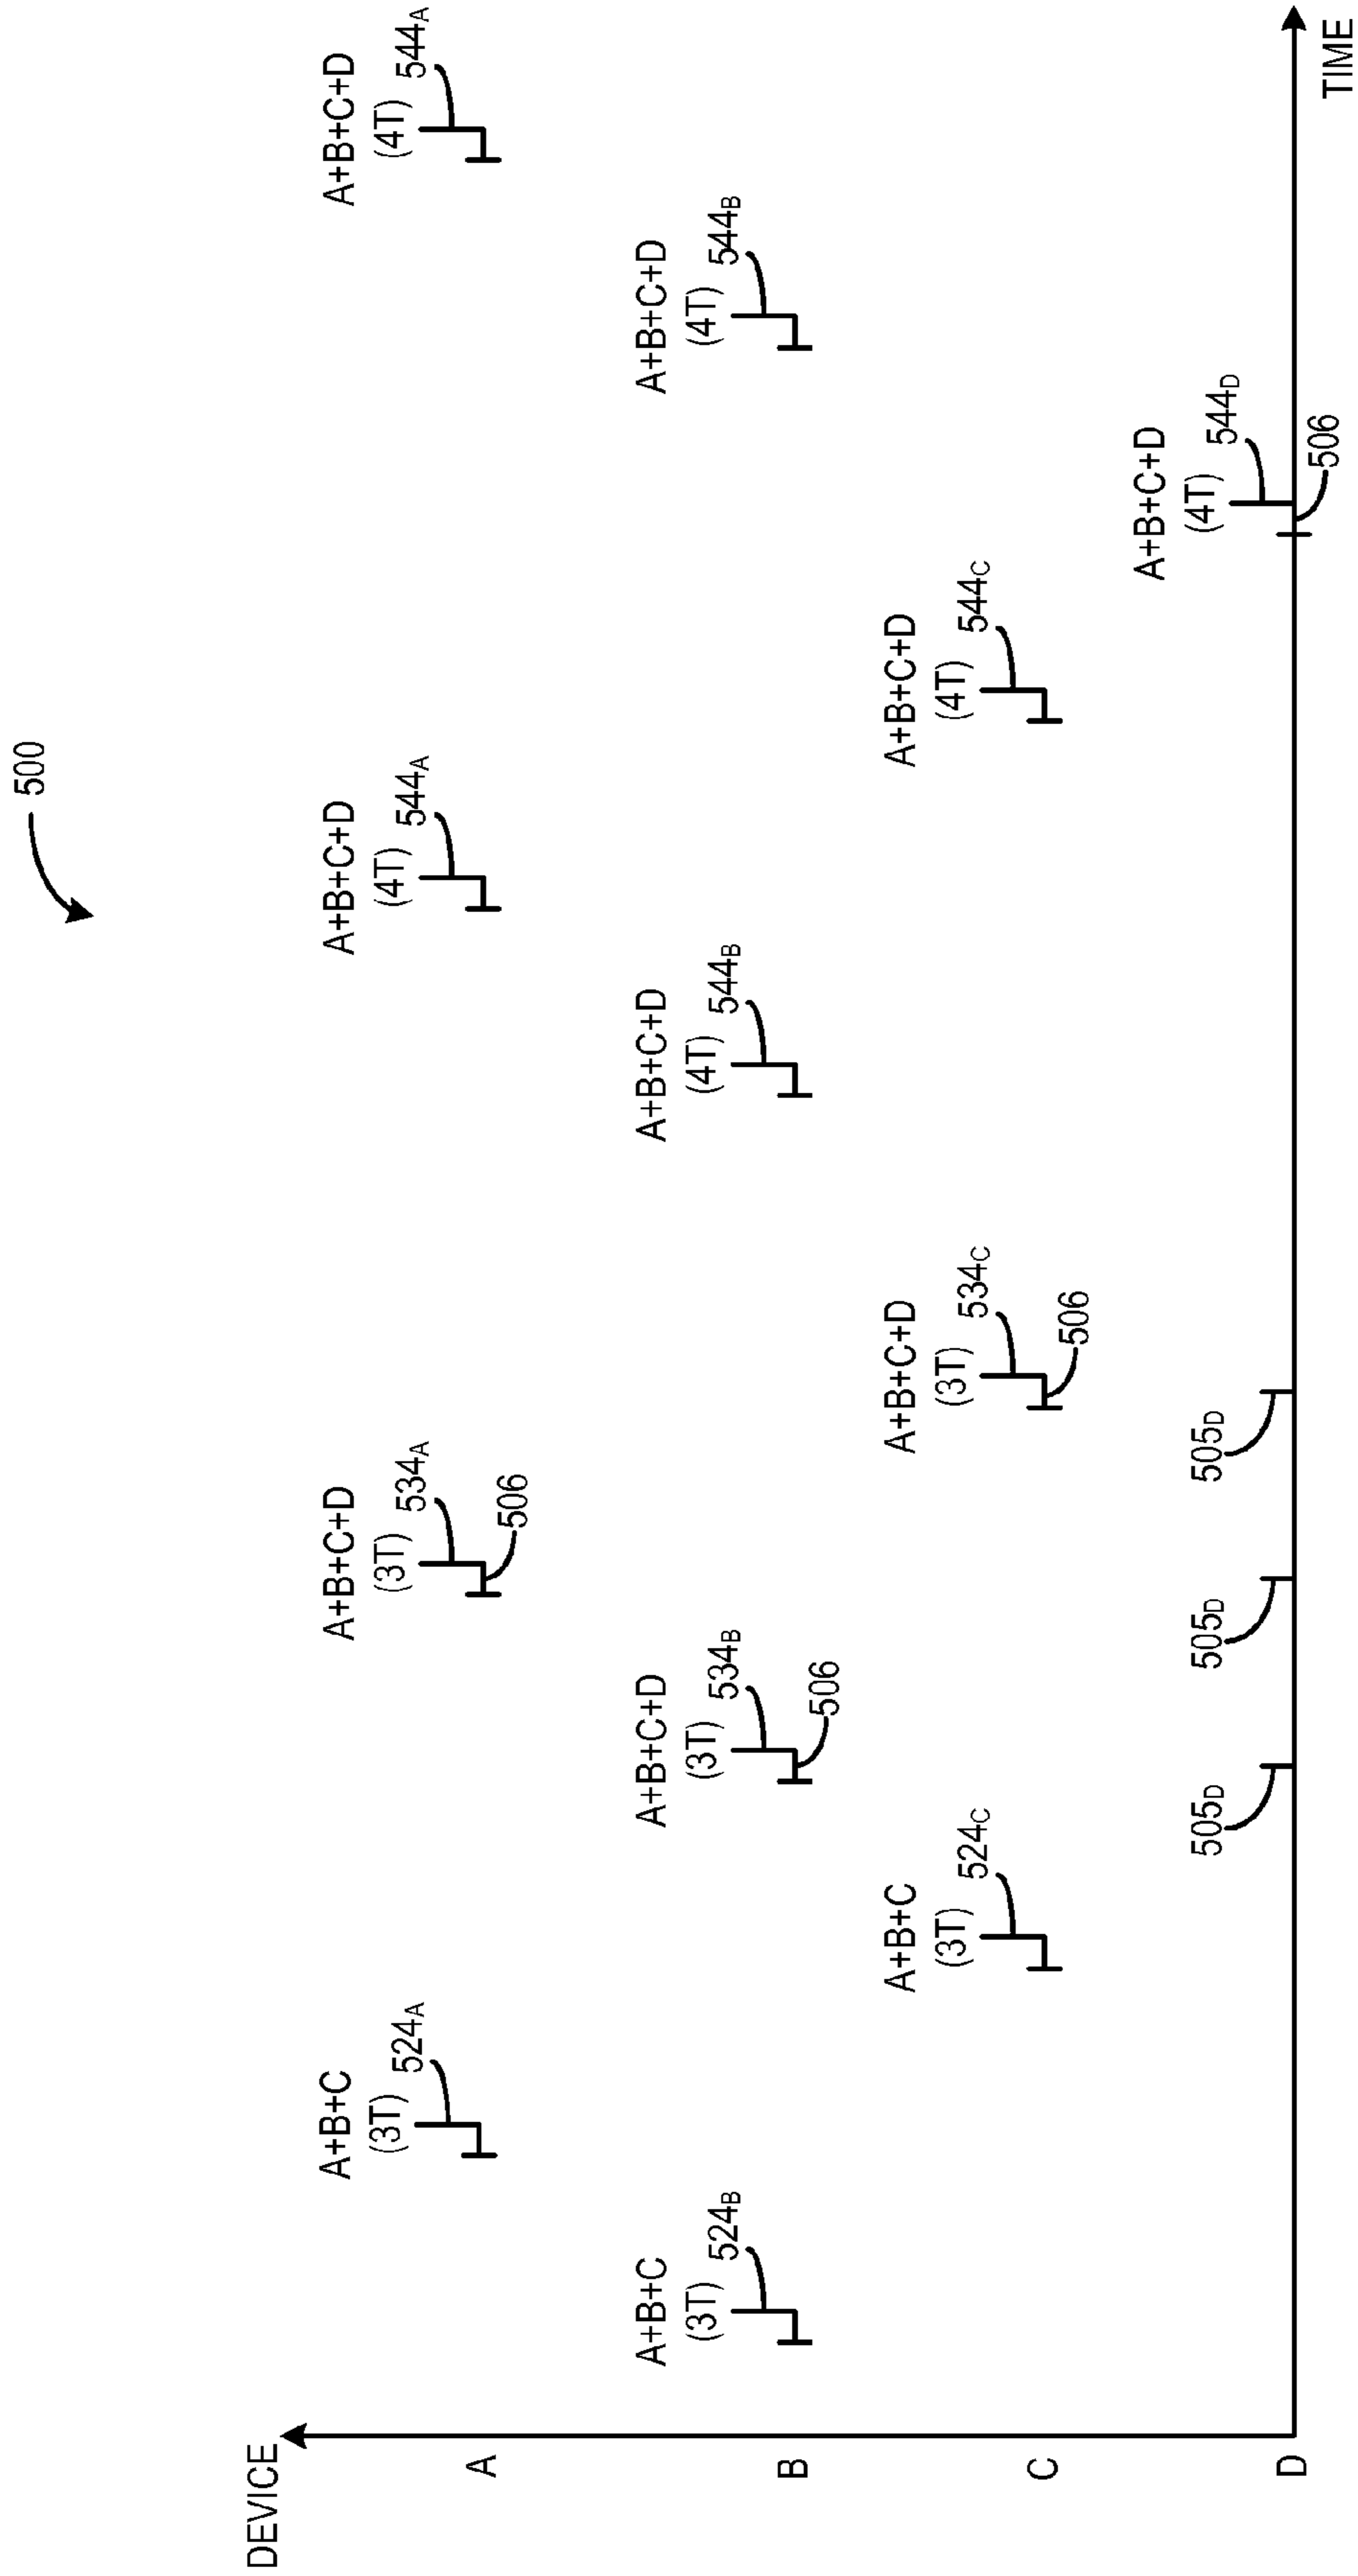 500
DEVICE
A
B
C
D
TIME
A+B+C
(3T)
524B
A+B+C
(3T)
524A
A+B+C
(3T)
524C
505D
A+B+C+D
(3T)
534B
506
505D
A+B+C+D
(3T)
534A
506
505D
A+B+C+D
(3T)
534C
506
A+B+C+D
(4T)
544B
A+B+C+D
(4T)
544A
A+B+C+D
(4T)
544C
A+B+C+D
(4T)
544D
506
A+B+C+D
(4T)
544B
A+B+C+D
(4T)
544A